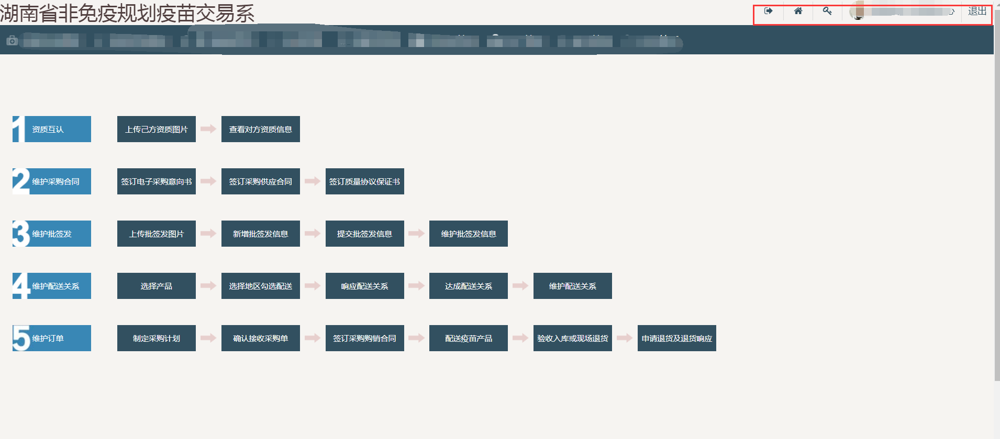 湖南省非免疫规划疫苗交易系
退出
1 资质互认 上传己方资质图片 查看对方资质信息
2 维护采购合同 签订电子采购意向书 签订采购供应合同 签订质量协议保证书
3 维护批签发 上传批签发图片 新增批签发信息 提交批签发信息 维护批签发信息
4 维护配送关系 选择产品 选择地区勾选配送 响应配送关系 达成配送关系 维护配送关系
5 维护订单 制定采购计划 确认接收采购单 签订采购购销合同 配送疫苗产品 验收入库或现场退货 申请退货及退货响应